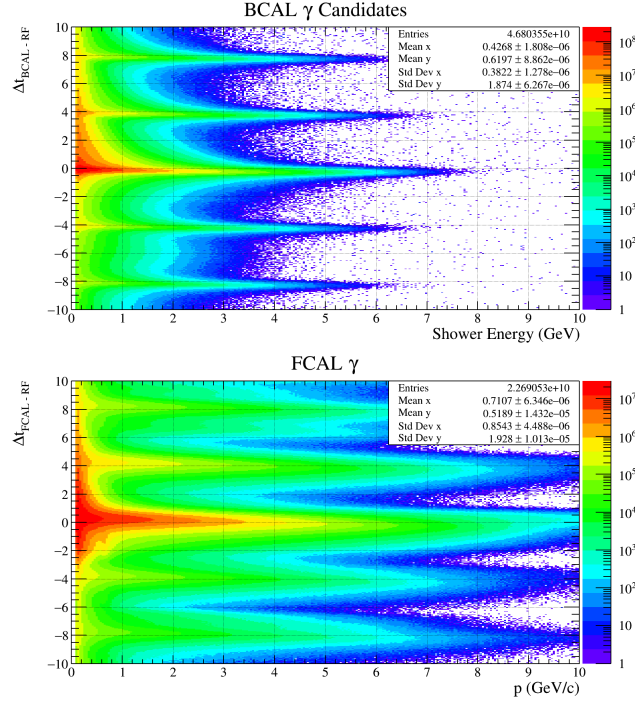 BCAL γ Candidates
Δt BCAL - RF
Entries 4.680355e+10
Mean x 0.4268 ± 1.808e−06
Mean y 0.6197 ± 8.862e−06
Std Dev x 0.3822 ± 1.278e−06
Std Dev y 1.874 ± 6.267e−06
10
8
6
4
2
0
−2
−4
−6
−8
−10
0 1 2 3 4 5 6 7 8 9 10
Shower Energy (GeV)
10^8
10^7
10^6
10^5
10^4
10^3
10^2
10
1
FCAL γ
Δt FCAL - RF
Entries 2.269053e+10
Mean x 0.7107 ± 6.346e−06
Mean y 0.5189 ± 1.432e−05
Std Dev x 0.8543 ± 4.488e−06
Std Dev y 1.928 ± 1.013e−05
10
8
6
4
2
0
−2
−4
−6
−8
−10
0 1 2 3 4 5 6 7 8 9 10
p (GeV/c)
10^7
10^6
10^5
10^4
10^3
10^2
10
1